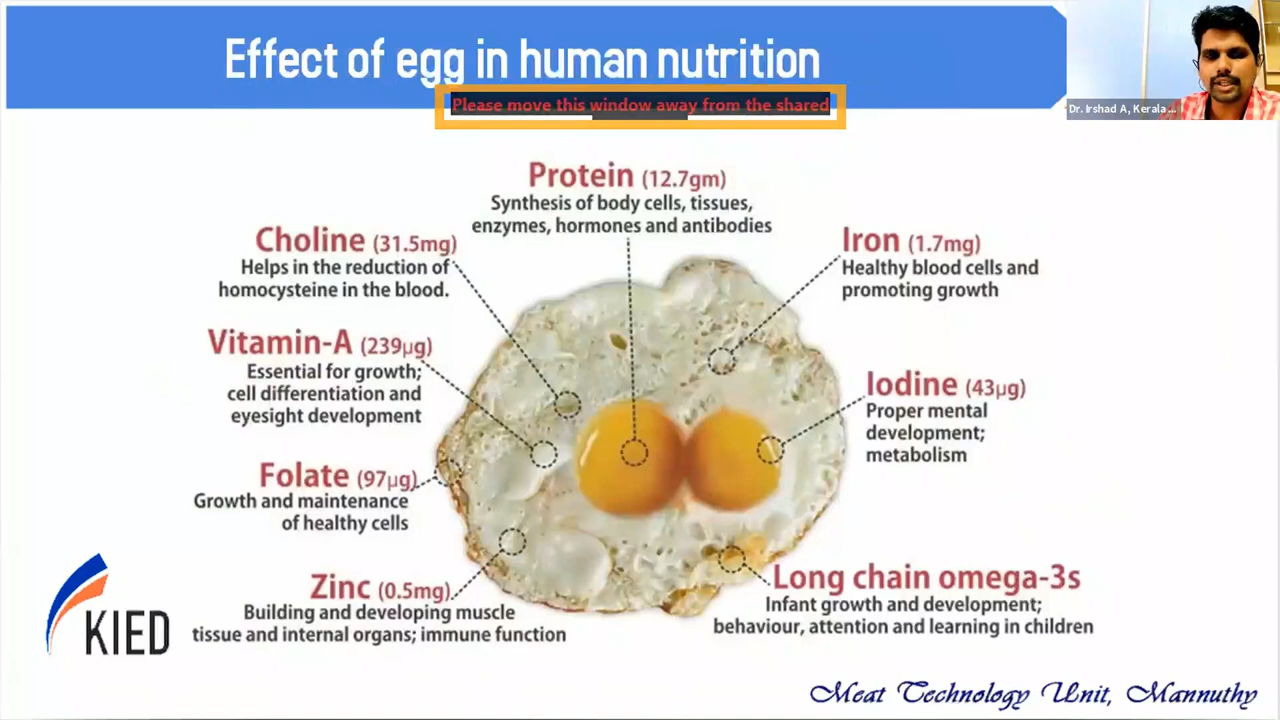 Effect of egg in human nutrition
Please move this window away from the shared
Dr. Irshad A, Kerala ...
Protein (12.7gm)
Synthesis of body cells, tissues,
enzymes, hormones and antibodies
Choline (31.5mg)
Helps in the reduction of
homocysteine in the blood.
Iron (1.7mg)
Healthy blood cells and
promoting growth
Vitamin-A (239µg)
Essential for growth;
cell differentiation and
eyesight development
Iodine (43µg)
Proper mental
development;
metabolism
Folate (97µg)
Growth and maintenance
of healthy cells
Zinc (0.5mg)
Building and developing muscle
tissue and internal organs; immune function
Long chain omega-3s
Infant growth and development;
behaviour, attention and learning in children
KIED
Meat Technology Unit, Mannuthy